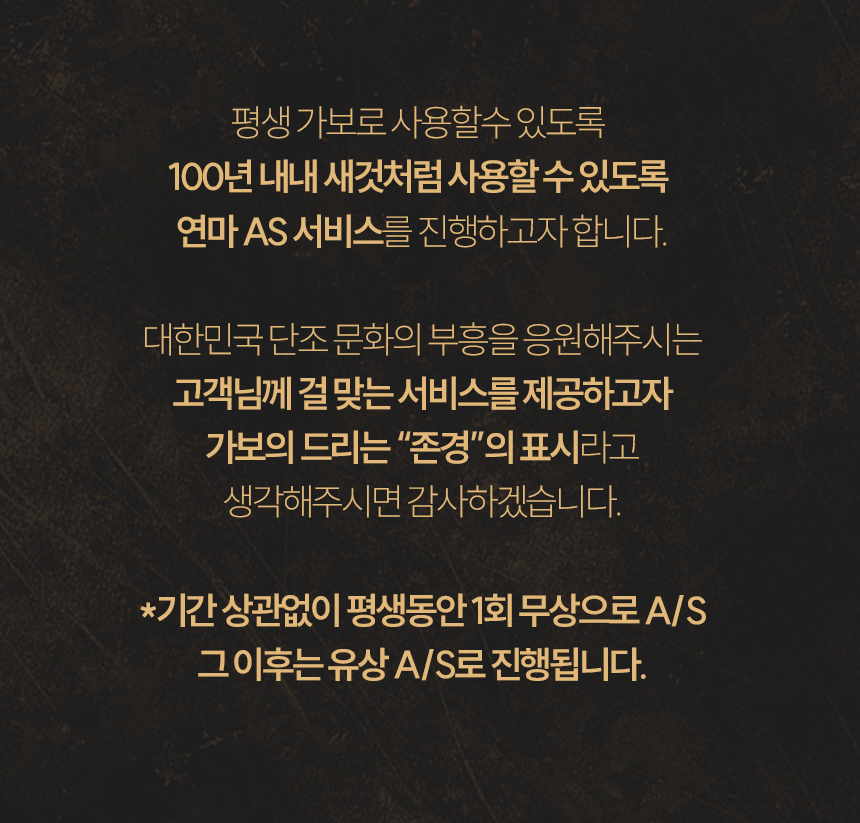 평생 가보로 사용할수 있도록
100년 내내 새것처럼 사용할 수 있도록
연마 AS 서비스를 진행하고자 합니다.
대한민국 단조 문화의 부흥을 응원해주시는
고객님께 걸 맞는 서비스를 제공하고자
가보의 드리는 “존경”의 표시라고
생각해주시면 감사하겠습니다.
*기간 상관없이 평생동안 1회 무상으로 A/S
그 이후는 유상 A/S로 진행됩니다.